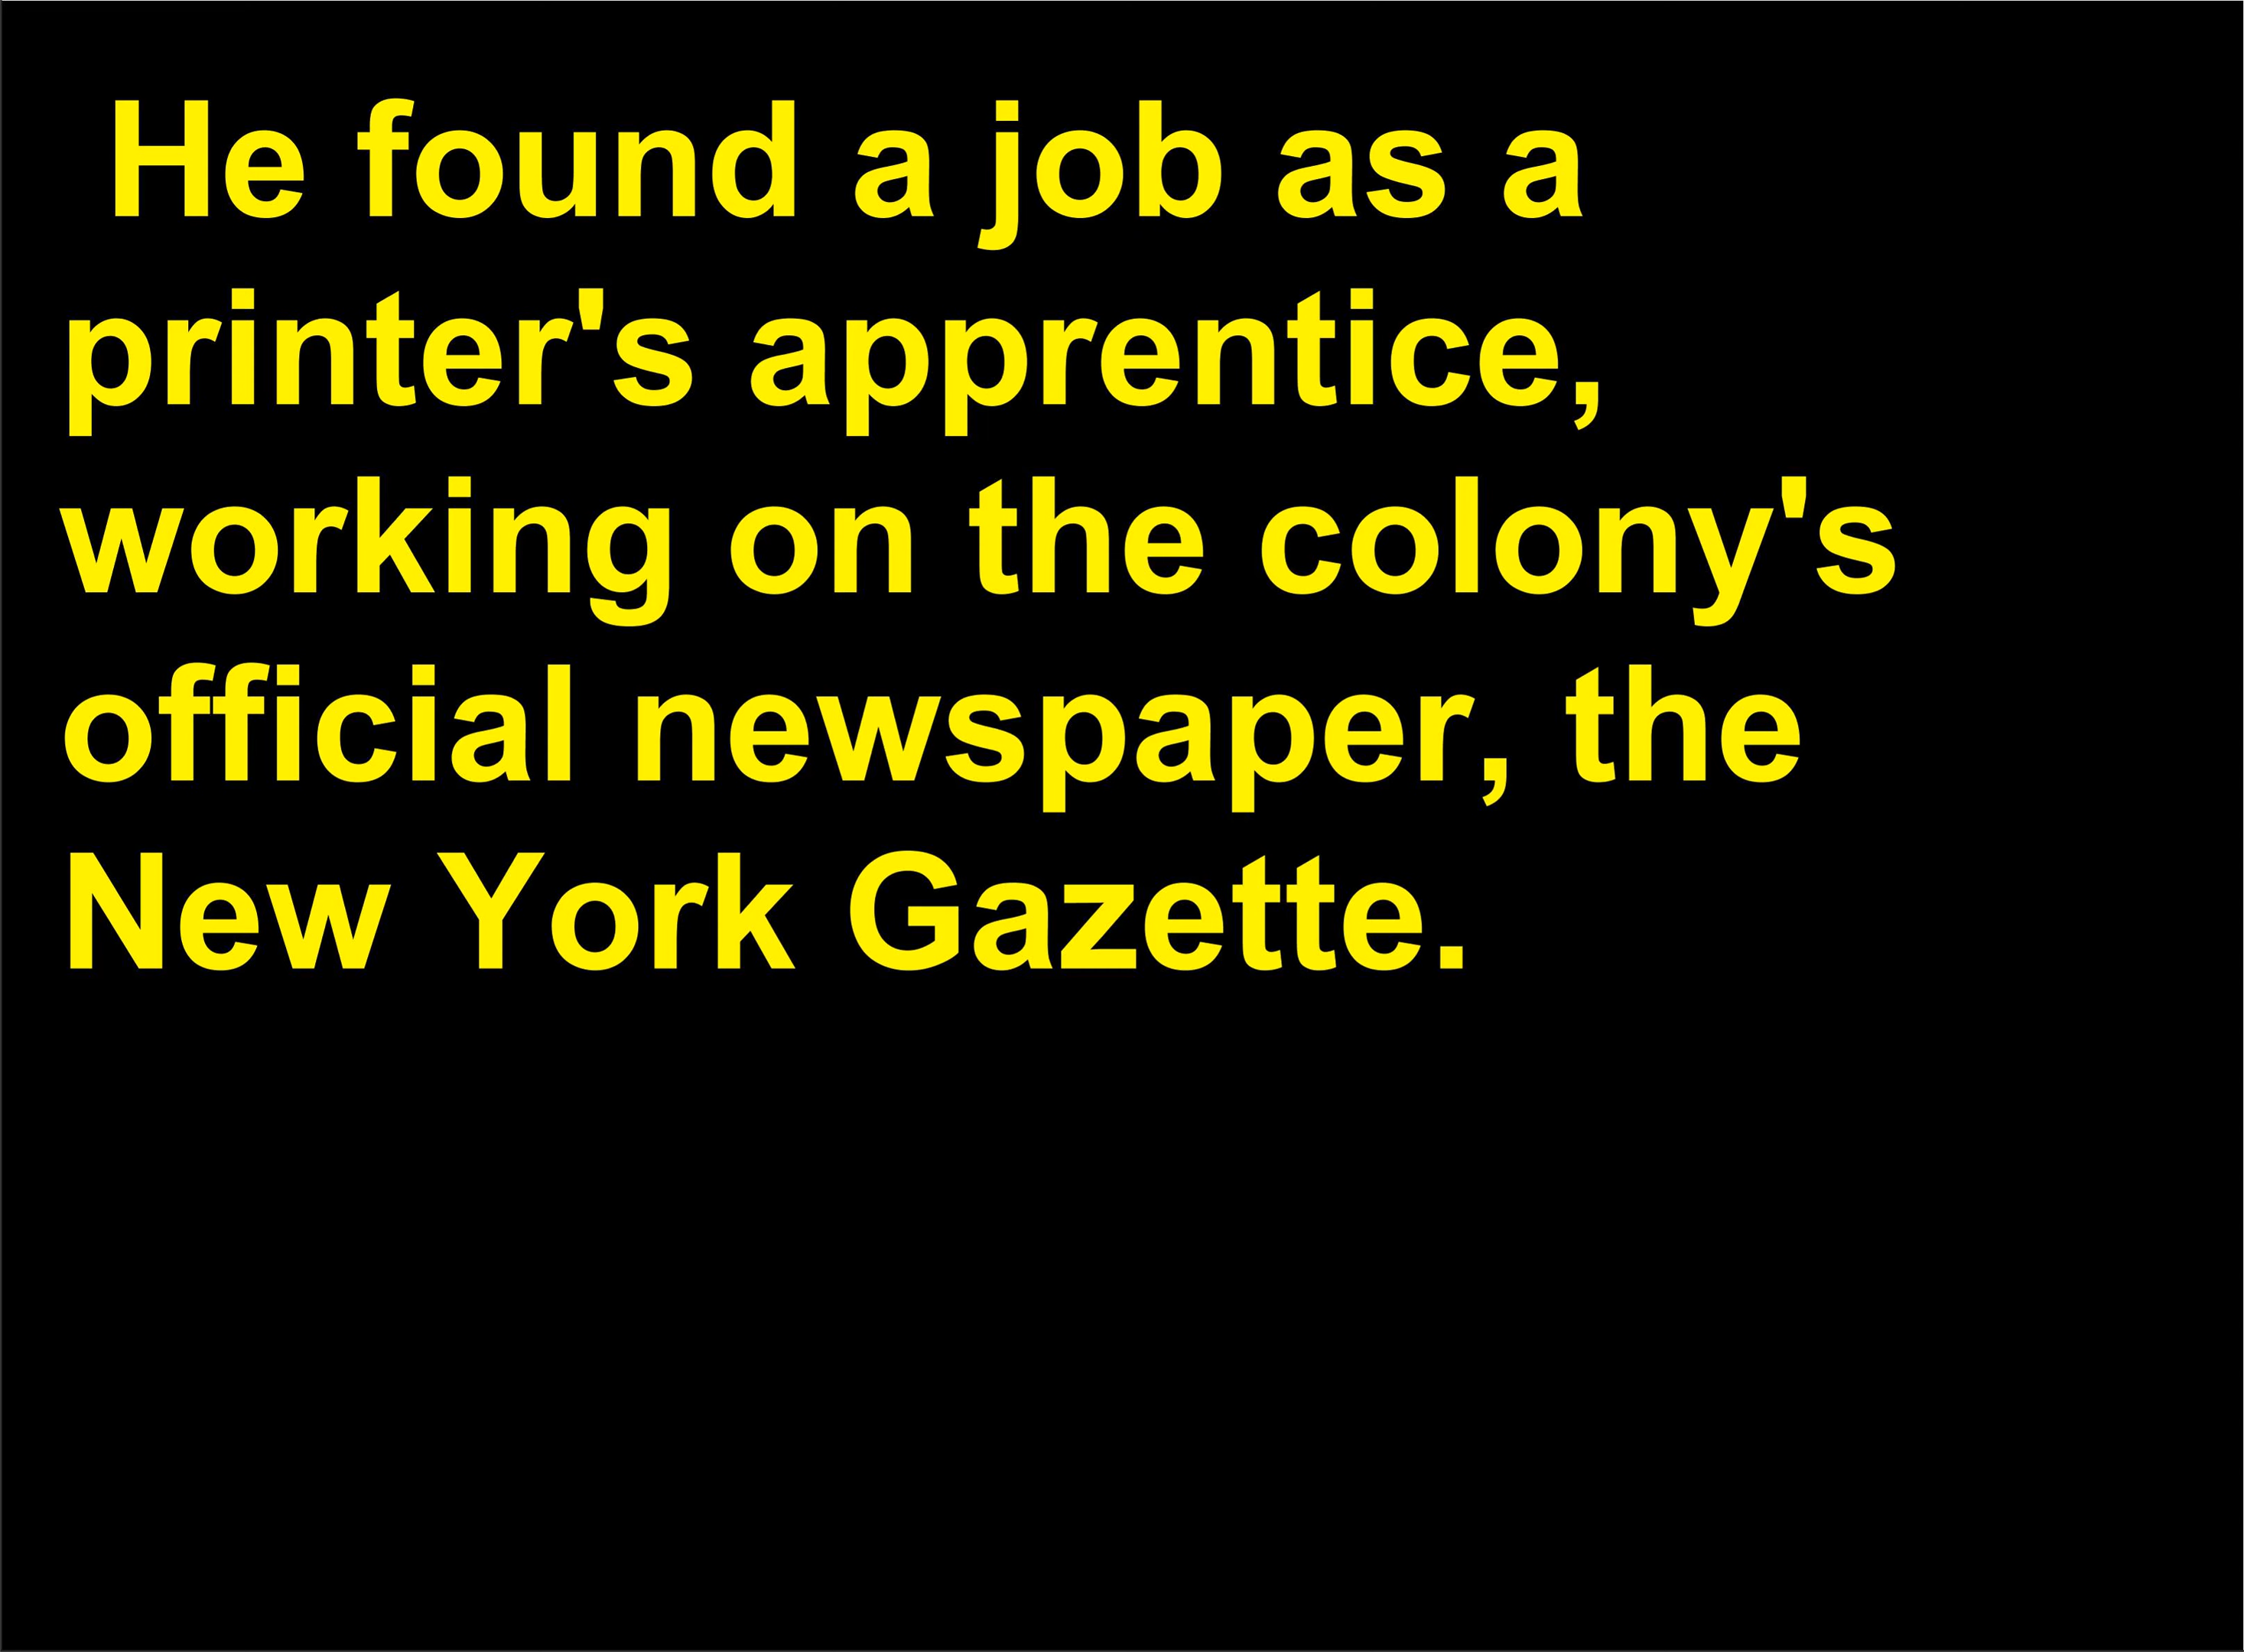 He found a job as a
printer's apprentice,
working on the colony's
official newspaper, the
New York Gazette.